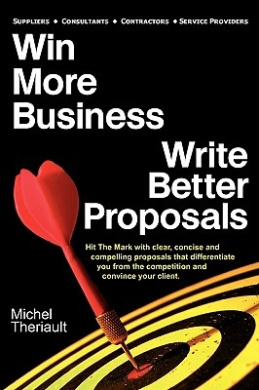 SUPPLIERS ◆ CONSULTANTS ◆ CONTRACTORS ◆ SERVICE PROVIDERS
Win
More
Business
Write
Better
Proposals
Hit The Mark with clear, concise and
compelling proposals that differentiate
you from the competition and
convince your client.
Michel
Theriault